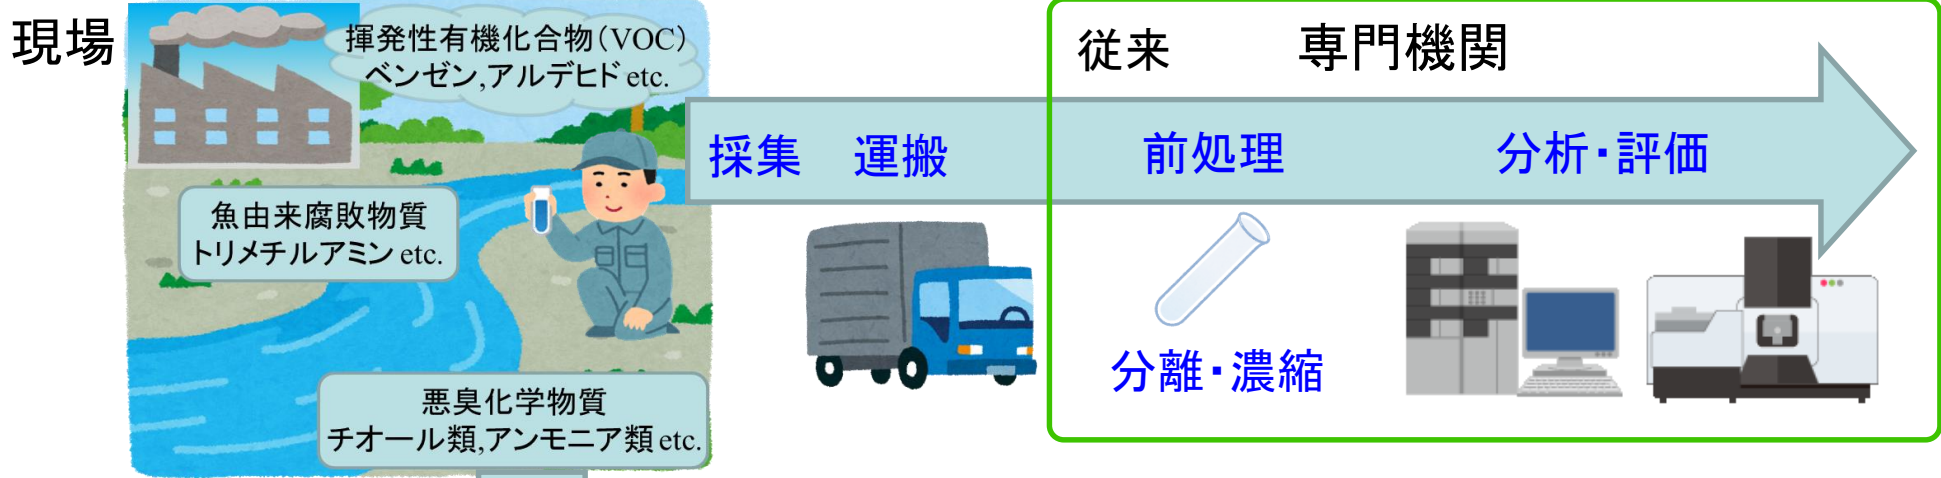 現場
揮発性有機化合物(VOC)
ベンゼン,アルデヒド etc.
魚由来腐敗物質
トリメチルアミン etc.
悪臭化学物質
チオール類,アンモニア類 etc.
採集 運搬
従来 専門機関
前処理 分析・評価
分離・濃縮